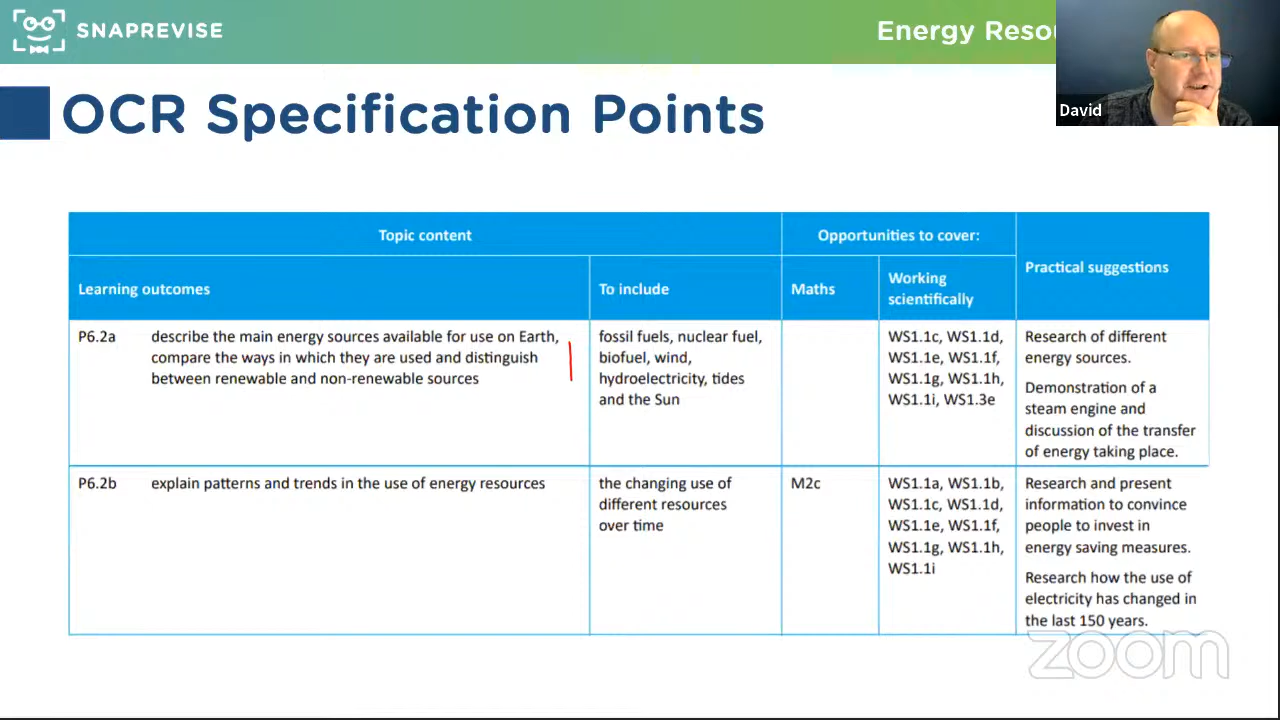 SNAPREVISE
Energy Resou
David
OCR Specification Points
Topic content
Opportunities to cover:
Practical suggestions
Learning outcomes
To include
Maths
Working
scientifically
P6.2a
describe the main energy sources available for use on Earth,
compare the ways in which they are used and distinguish
between renewable and non-renewable sources
fossil fuels, nuclear fuel,
biofuel, wind,
hydroelectricity, tides
and the Sun
WS1.1c, WS1.1d,
WS1.1e, WS1.1f,
WS1.1g, WS1.1h,
WS1.1i, WS1.3e
Research of different
energy sources.
Demonstration of a
steam engine and
discussion of the transfer
of energy taking place.
P6.2b
explain patterns and trends in the use of energy resources
the changing use of
different resources
over time
M2c
WS1.1a, WS1.1b,
WS1.1c, WS1.1d,
WS1.1e, WS1.1f,
WS1.1g, WS1.1h,
WS1.1i
Research and present
information to convince
people to invest in
energy saving measures.
Research how the use of
electricity has changed in
the last 150 years.
zoom